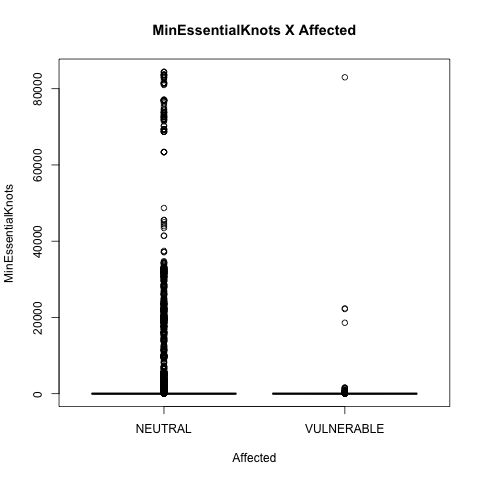 MinEssentialKnots X Affected
MinEssentialKnots
80000
60000
40000
20000
0
NEUTRAL
VULNERABLE
Affected